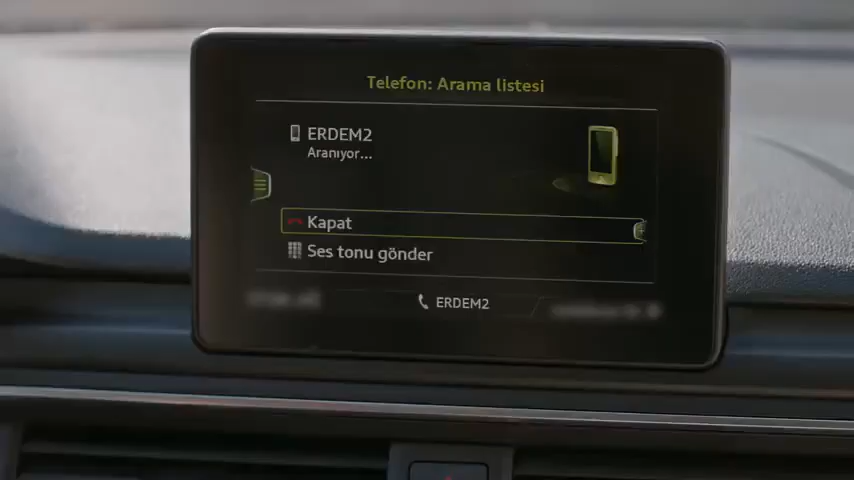 Telefon: Arama listesi
ERDEM2
Aranıyor...
Kapat
Ses tonu gönder
ERDEM2